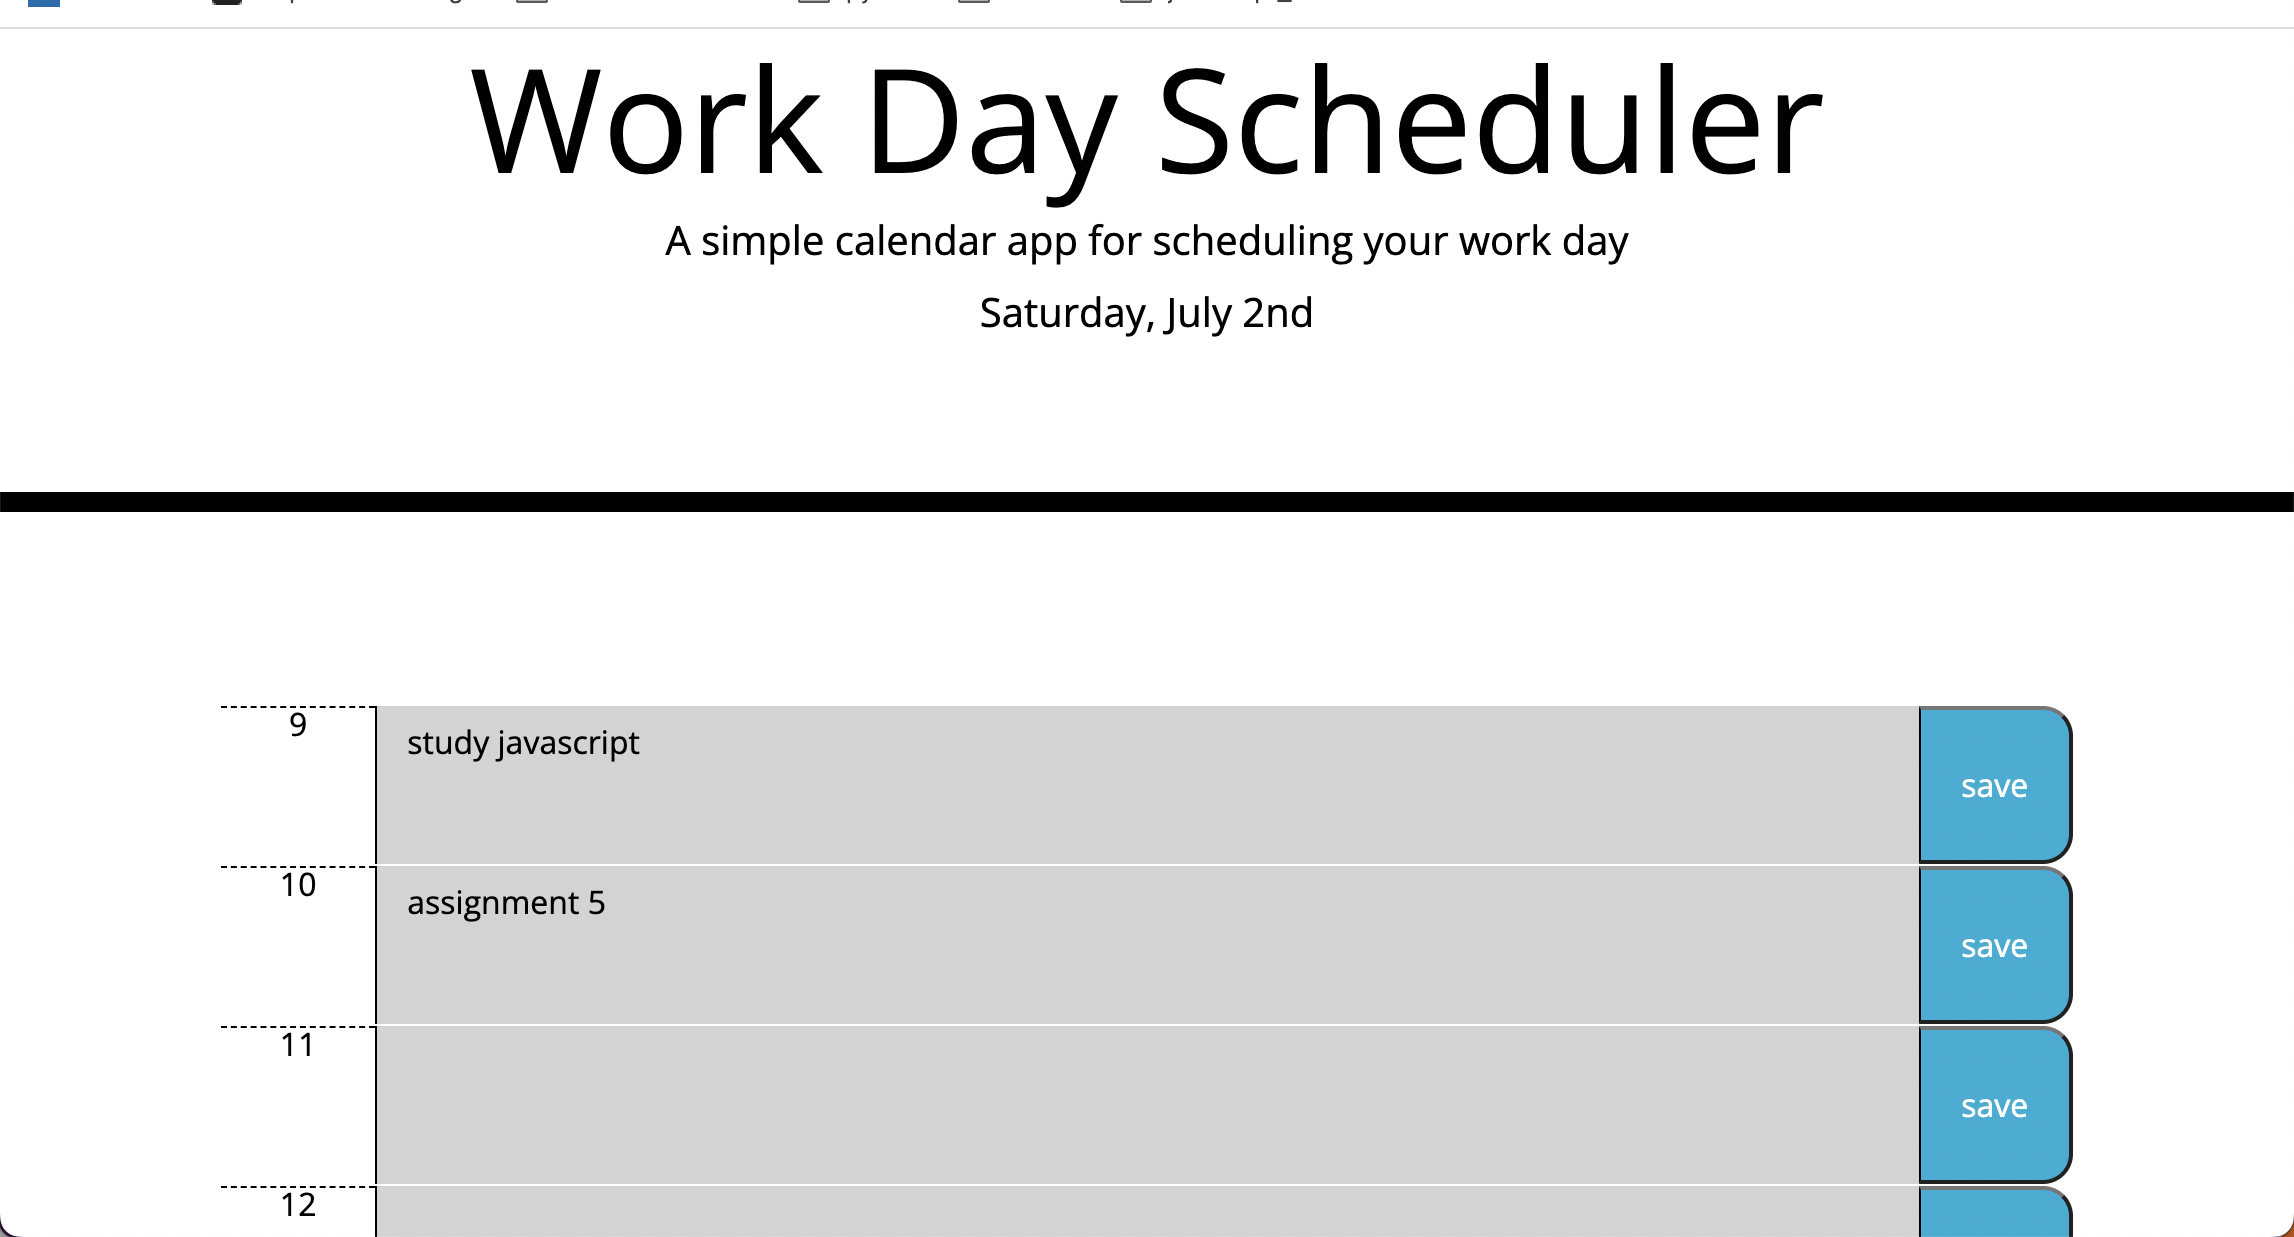 Work Day Scheduler
A simple calendar app for scheduling your work day
Saturday, July 2nd
9
study javascript
save
10
assignment 5
save
11
save
12